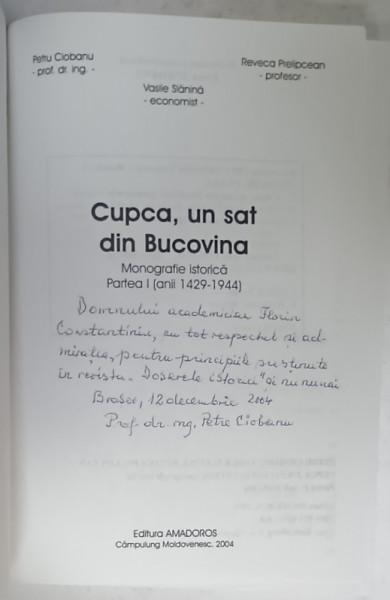 Petru Ciobanu
- prof. dr. ing. -
Reveca Prelipcean
- profesor -
Vasile Slănină
- economist -
Cupca, un sat
din Bucovina
Monografie istorică
Partea I (anii 1429-1944)
Domnului academician Florin
Constantiniu, cu tot respectul și ad-
mirația, pentru principiile susținute
în revista „Dosarele istoriei" și nu numai
Brașov, 12 decembrie 2004
Prof. dr. ing. Petre Ciobanu
Editura AMADOROS
Câmpulung Moldovenesc, 2004